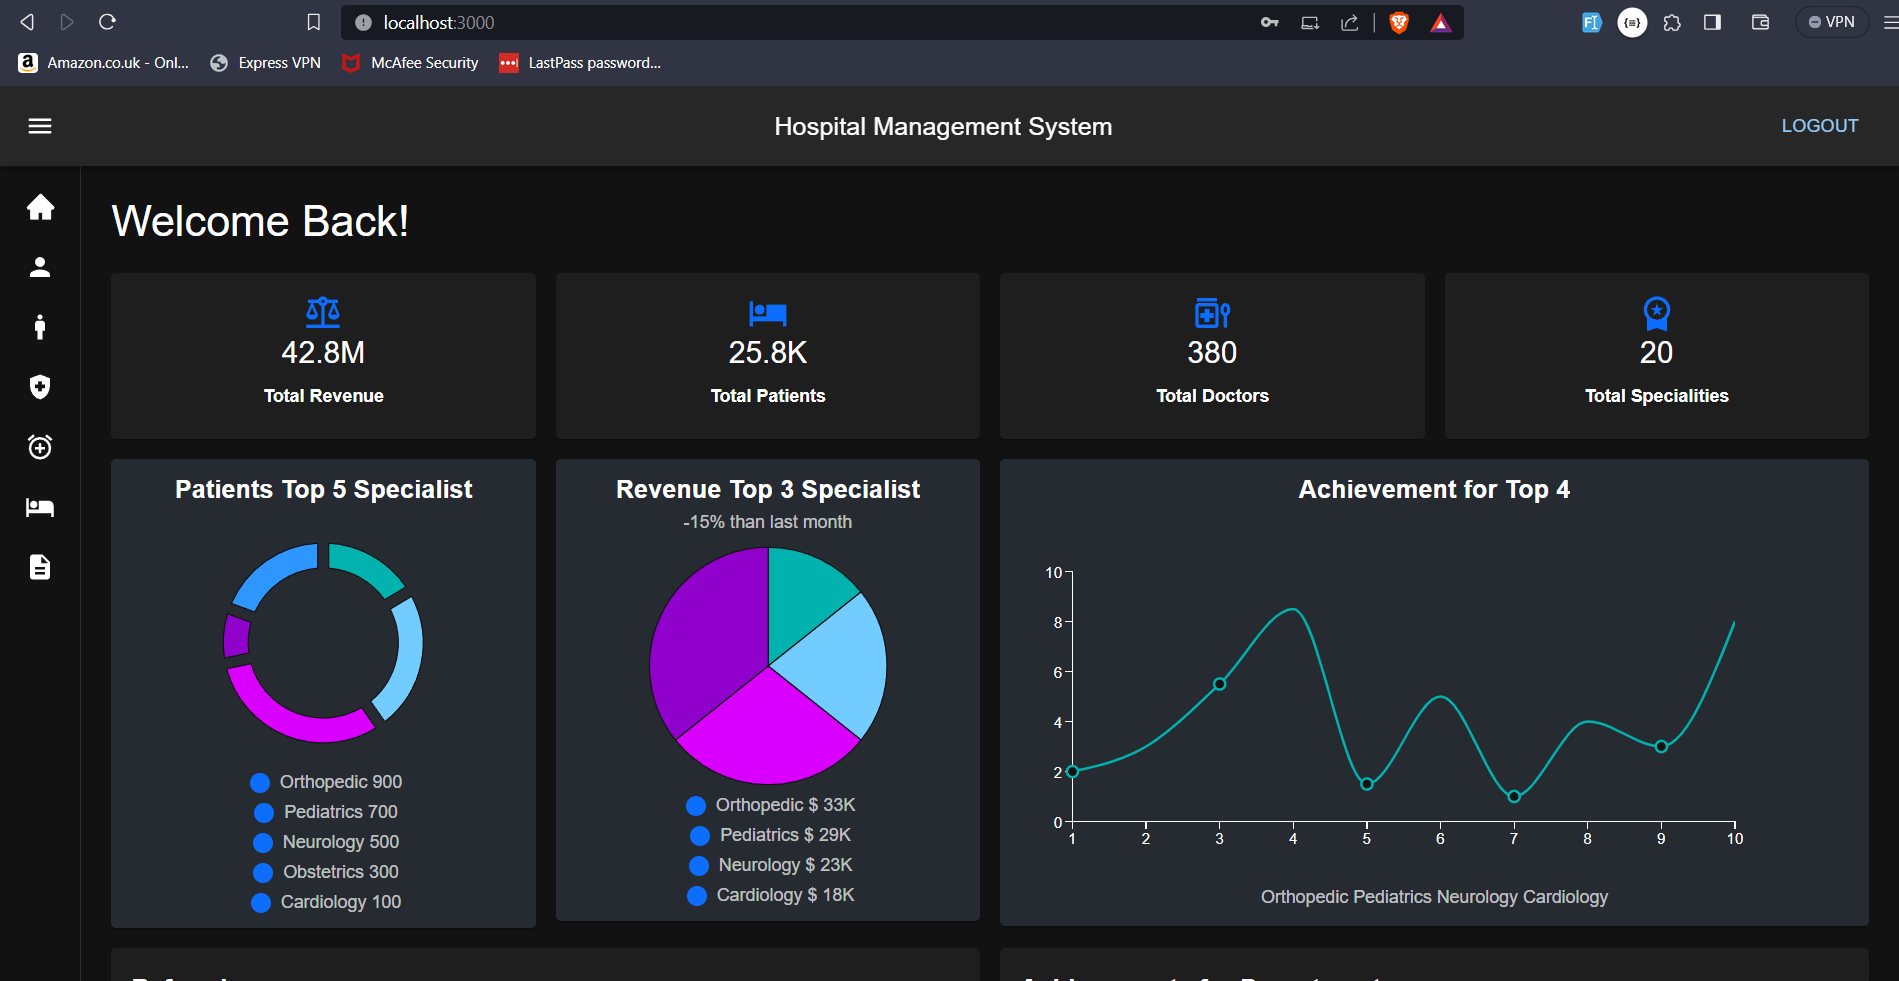 localhost:3000
VPN
Amazon.co.uk - Onl...
Express VPN
McAfee Security
LastPass password...
Hospital Management System
LOGOUT
Welcome Back!
42.8M
Total Revenue
25.8K
Total Patients
380
Total Doctors
20
Total Specialities
Patients Top 5 Specialist
Orthopedic 900
Pediatrics 700
Neurology 500
Obstetrics 300
Cardiology 100
Revenue Top 3 Specialist
-15% than last month
Orthopedic $ 33K
Pediatrics $ 29K
Neurology $ 23K
Cardiology $ 18K
Achievement for Top 4
10
8
6
4
2
0
1 2 3 4 5 6 7 8 9 10
Orthopedic Pediatrics Neurology Cardiology